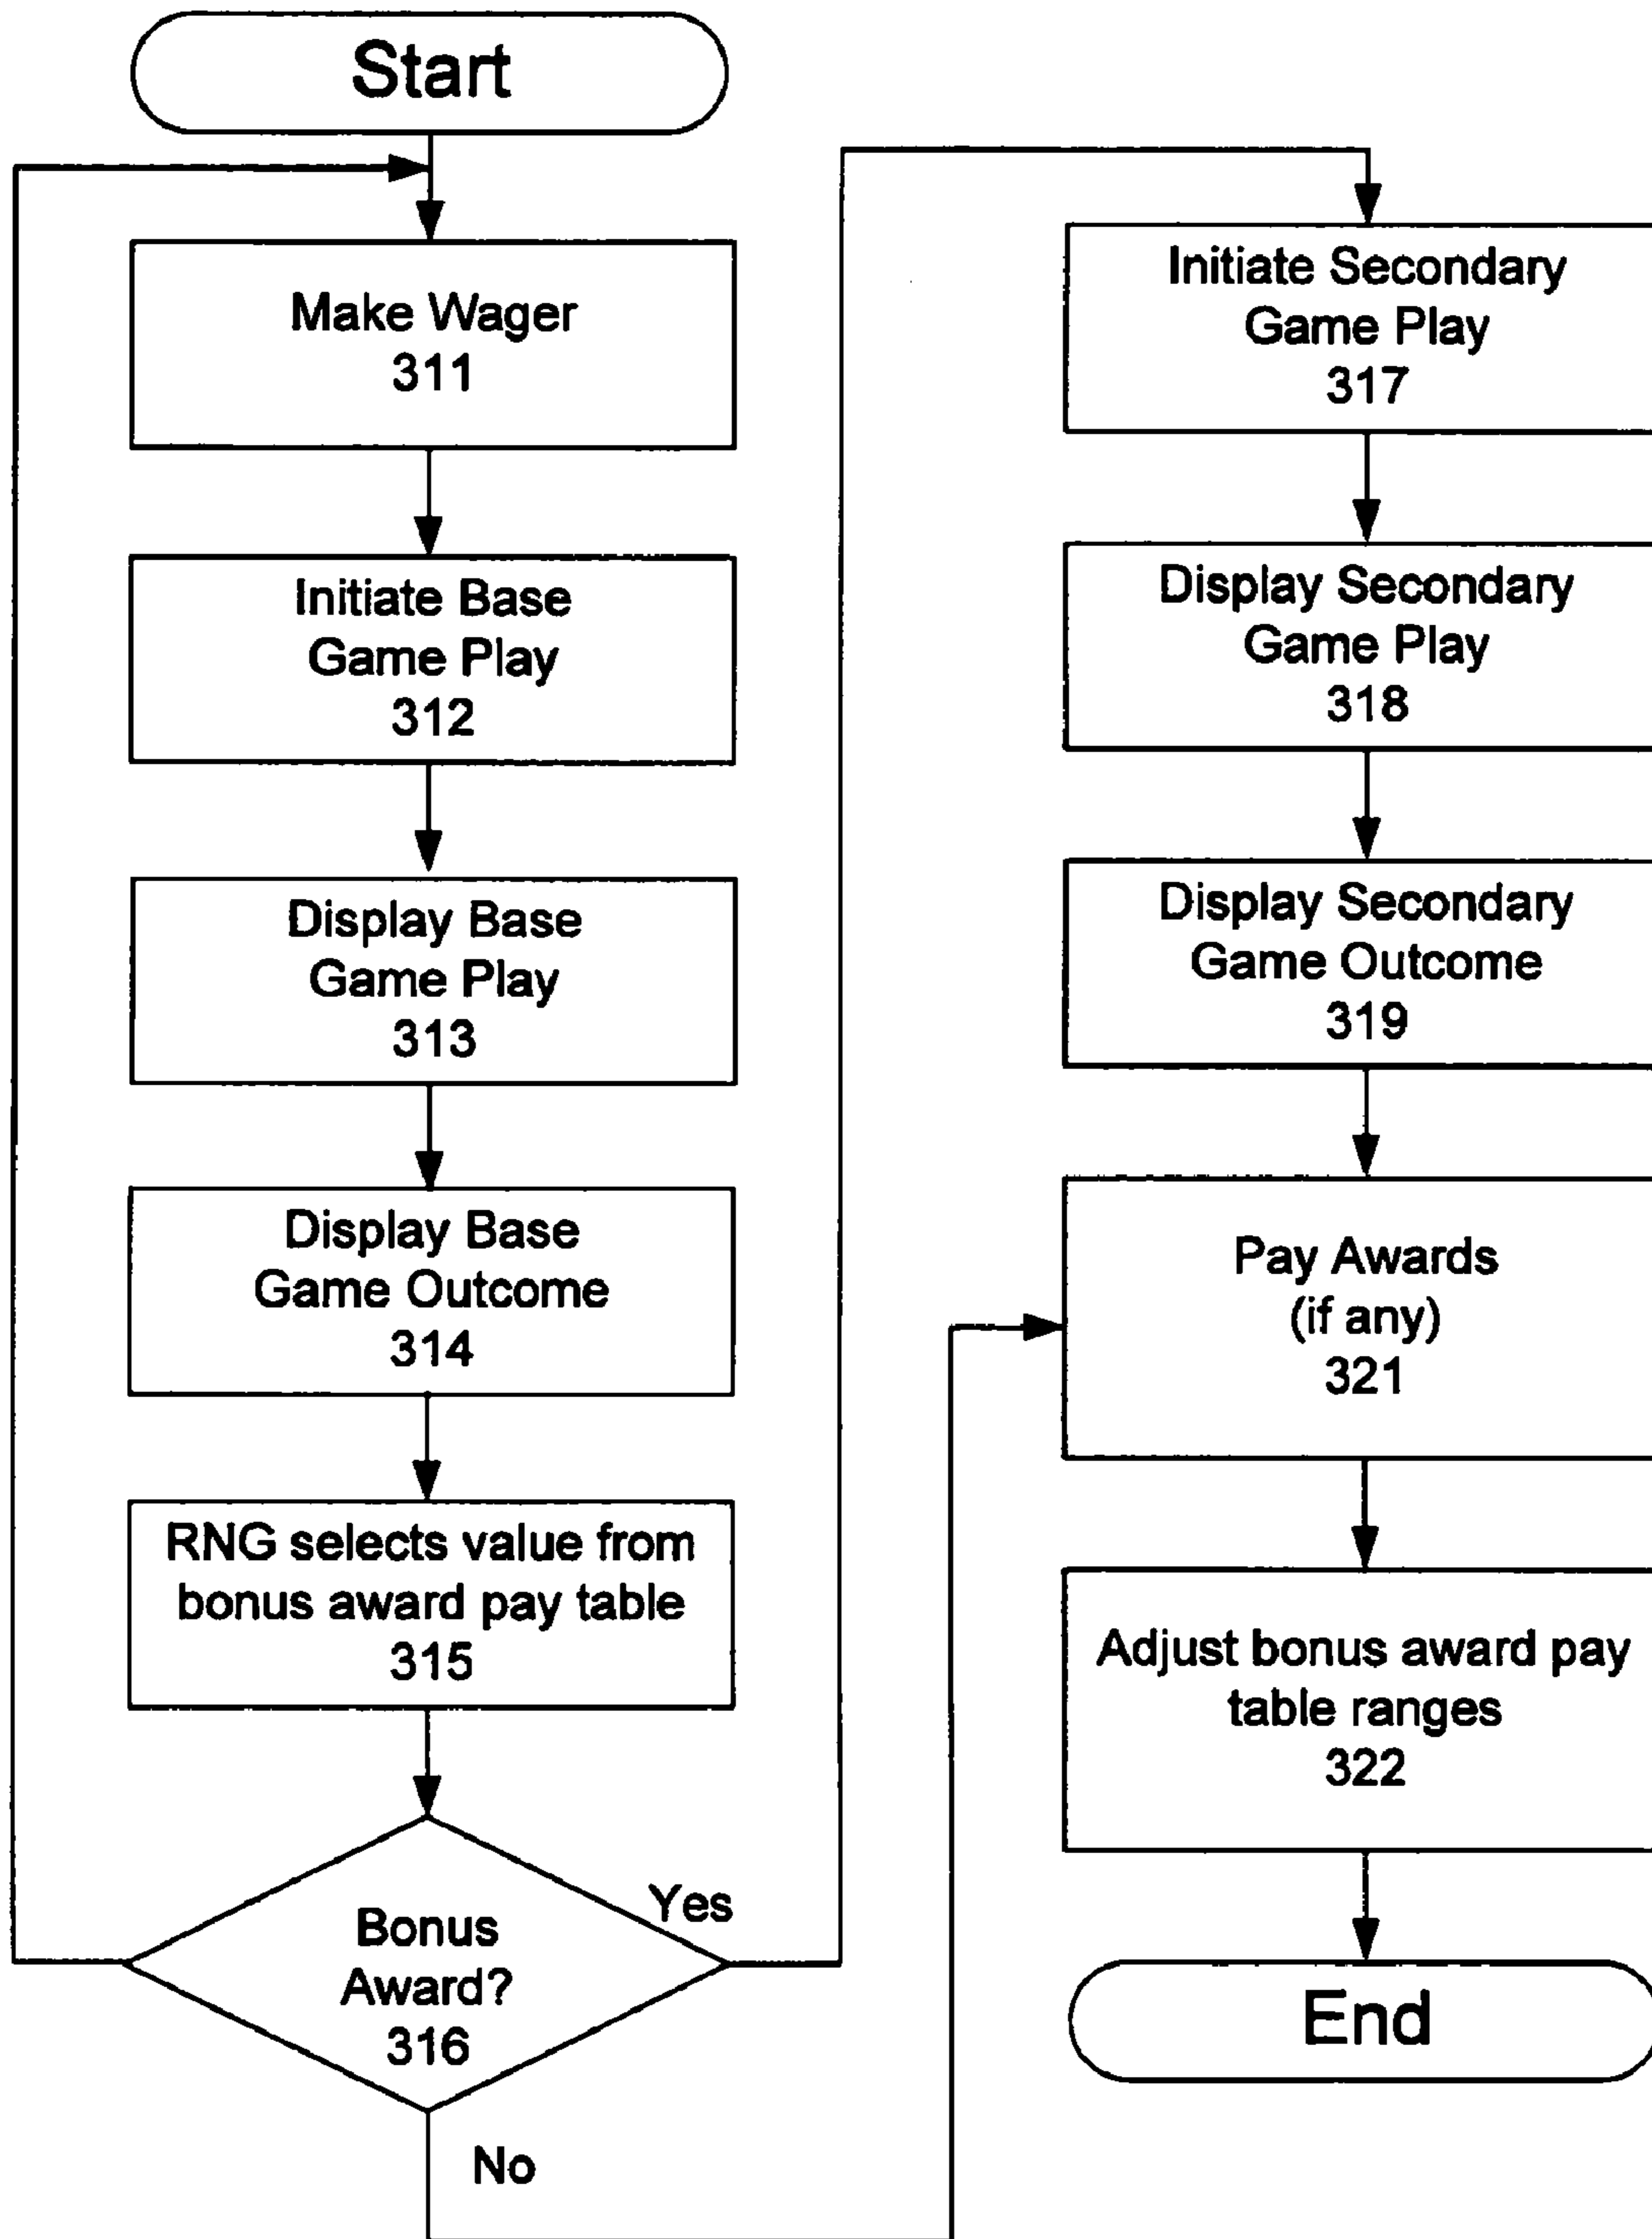 Start
Make Wager
311
Initiate Base
Game Play
312
Display Base
Game Play
313
Display Base
Game Outcome
314
RNG selects value from
bonus award pay table
315
Bonus
Award?
316
Yes
No
Initiate Secondary
Game Play
317
Display Secondary
Game Play
318
Display Secondary
Game Outcome
319
Pay Awards
(if any)
321
Adjust bonus award pay
table ranges
322
End